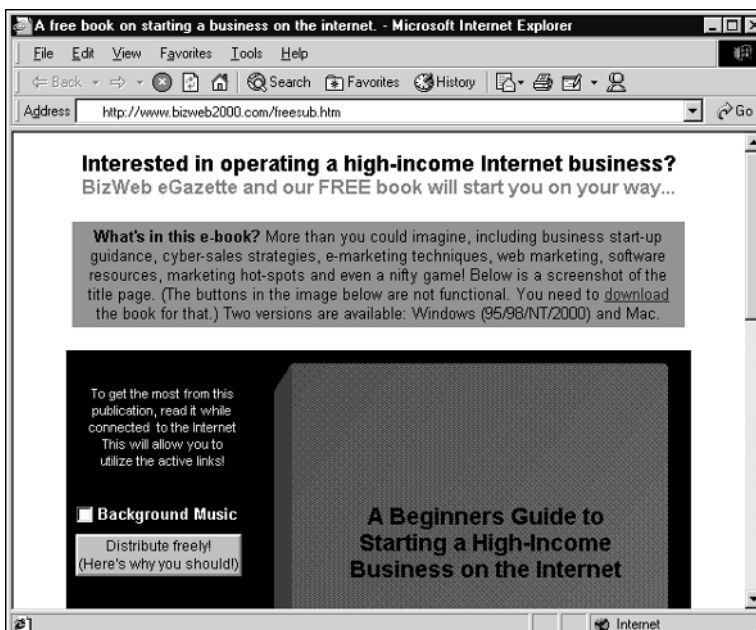 A free book on starting a business on the internet. - Microsoft Internet Explorer
File Edit View Favorites Tools Help
Back Search Favorites History
Address http://www.bizweb2000.com/freesub.htm Go
Interested in operating a high-income Internet business?
BizWeb eGazette and our FREE book will start you on your way...
What's in this e-book? More than you could imagine, including business start-up
guidance, cyber-sales strategies, e-marketing techniques, web marketing, software
resources, marketing hot-spots and even a nifty game! Below is a screenshot of the
title page. (The buttons in the image below are not functional. You need to download
the book for that.) Two versions are available: Windows (95/98/NT/2000) and Mac.
To get the most from this
publication, read it while
connected to the Internet
This will allow you to
utilize the active links!
Background Music
Distribute freely!
(Here's why you should!)
A Beginners Guide to
Starting a High-Income
Business on the Internet
Internet